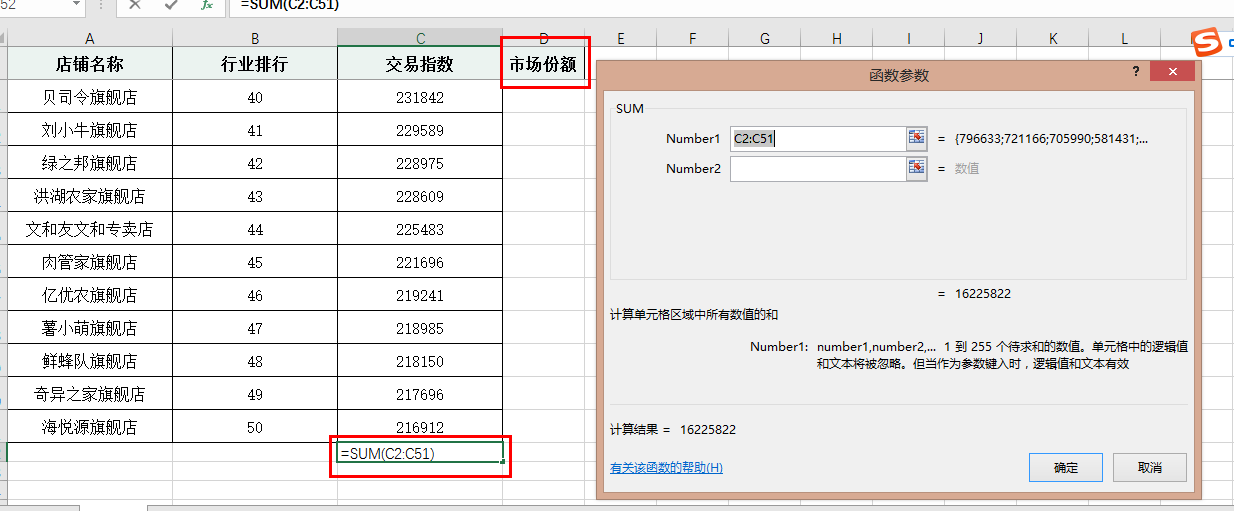 52 =SUM(C2:C51)
A B C D E F G H I J K L
店铺名称 行业排行 交易指数 市场份额
贝司令旗舰店 40 231842
刘小牛旗舰店 41 229589
绿之邦旗舰店 42 228975
洪湖农家旗舰店 43 228609
文和友文和专卖店 44 225483
肉管家旗舰店 45 221696
亿优农旗舰店 46 219241
薯小萌旗舰店 47 218985
鲜蜂队旗舰店 48 218150
奇异之家旗舰店 49 217696
海悦源旗舰店 50 216912
=SUM(C2:C51)
函数参数 ?
SUM
Number1 C2:C51 = {796633;721166;705990;581431;...
Number2 = 数值
= 16225822
计算单元格区域中所有数值的和
Number1: number1,number2,... 1 到 255 个待求和的数值。单元格中的逻辑值
和文本将被忽略。但当作为参数键入时，逻辑值和文本有效
计算结果 = 16225822
有关该函数的帮助(H) 确定 取消